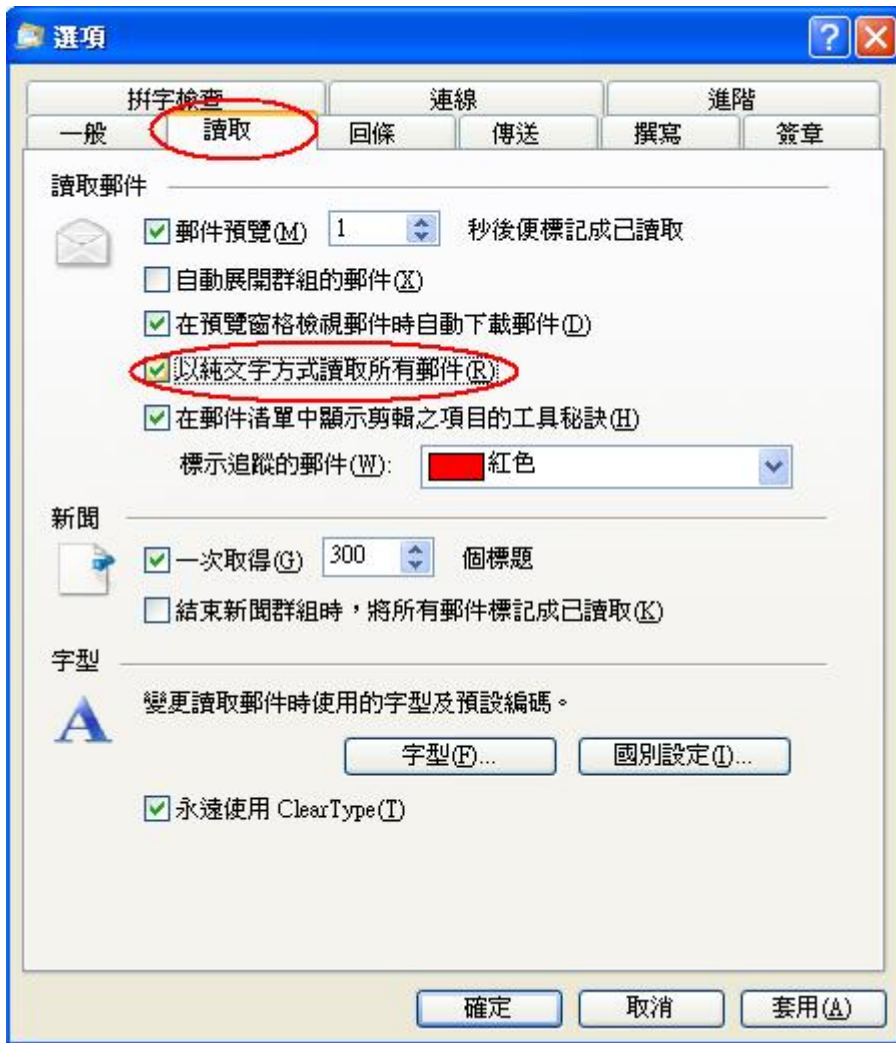 選項
拼字檢查 連線 進階
一般 讀取 回條 傳送 撰寫 簽章
讀取郵件
郵件預覽(M) 1 秒後便標記成已讀取
自動展開群組的郵件(X)
在預覽窗格檢視郵件時自動下載郵件(D)
以純文字方式讀取所有郵件(R)
在郵件清單中顯示剪輯之項目的工具秘訣(H)
標示追蹤的郵件(W): 紅色
新聞
一次取得(G) 300 個標題
結束新聞群組時，將所有郵件標記成已讀取(K)
字型
變更讀取郵件時使用的字型及預設編碼。
字型(F)... 國別設定(I)...
永遠使用 ClearType(T)
確定 取消 套用(A)